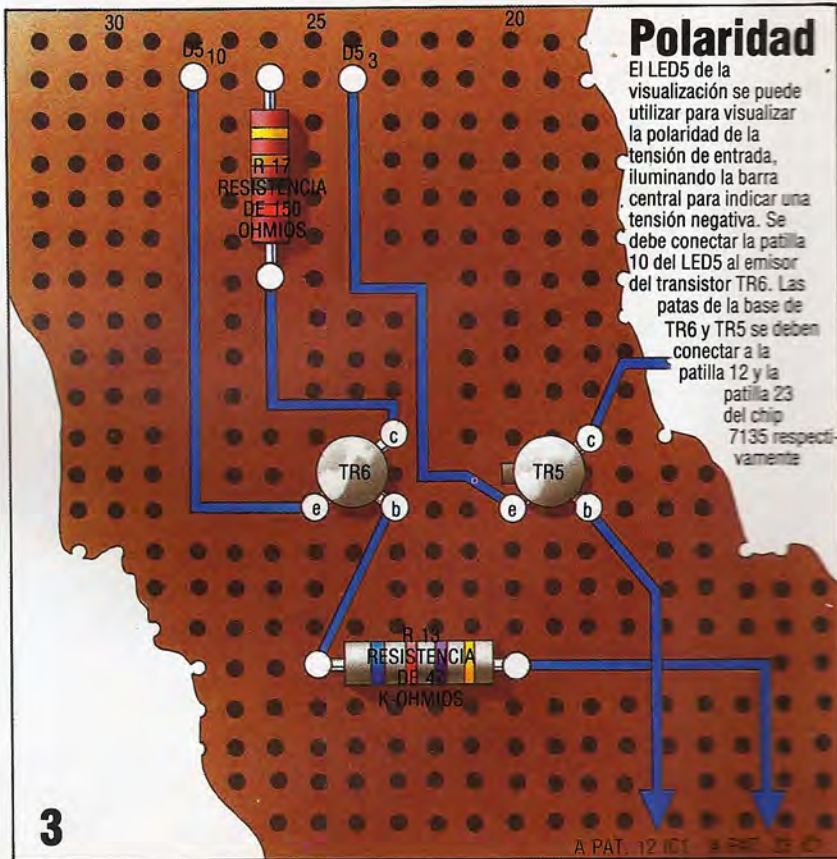 30
25
20
Polaridad
El LED5 de la
visualización se puede
utilizar para visualizar
la polaridad de la
tensión de entrada,
iluminando la barra
central para indicar una
tensión negativa. Se
debe conectar la patilla
10 del LED5 al emisor
del transistor TR6. Las
patas de la base de
TR6 y TR5 se deben
conectar a la
patilla 12 y la
patilla 23
del chip
7135 respecti-
vamente
D5 10
D5 3
R 17
RESISTENCIA
DE 150
OHMIOS
c
TR6
e
b
c
TR5
e
b
R 13
RESISTENCIA
DE
K-OHMIOS
3
A PAT. 12 IC1
PAT.